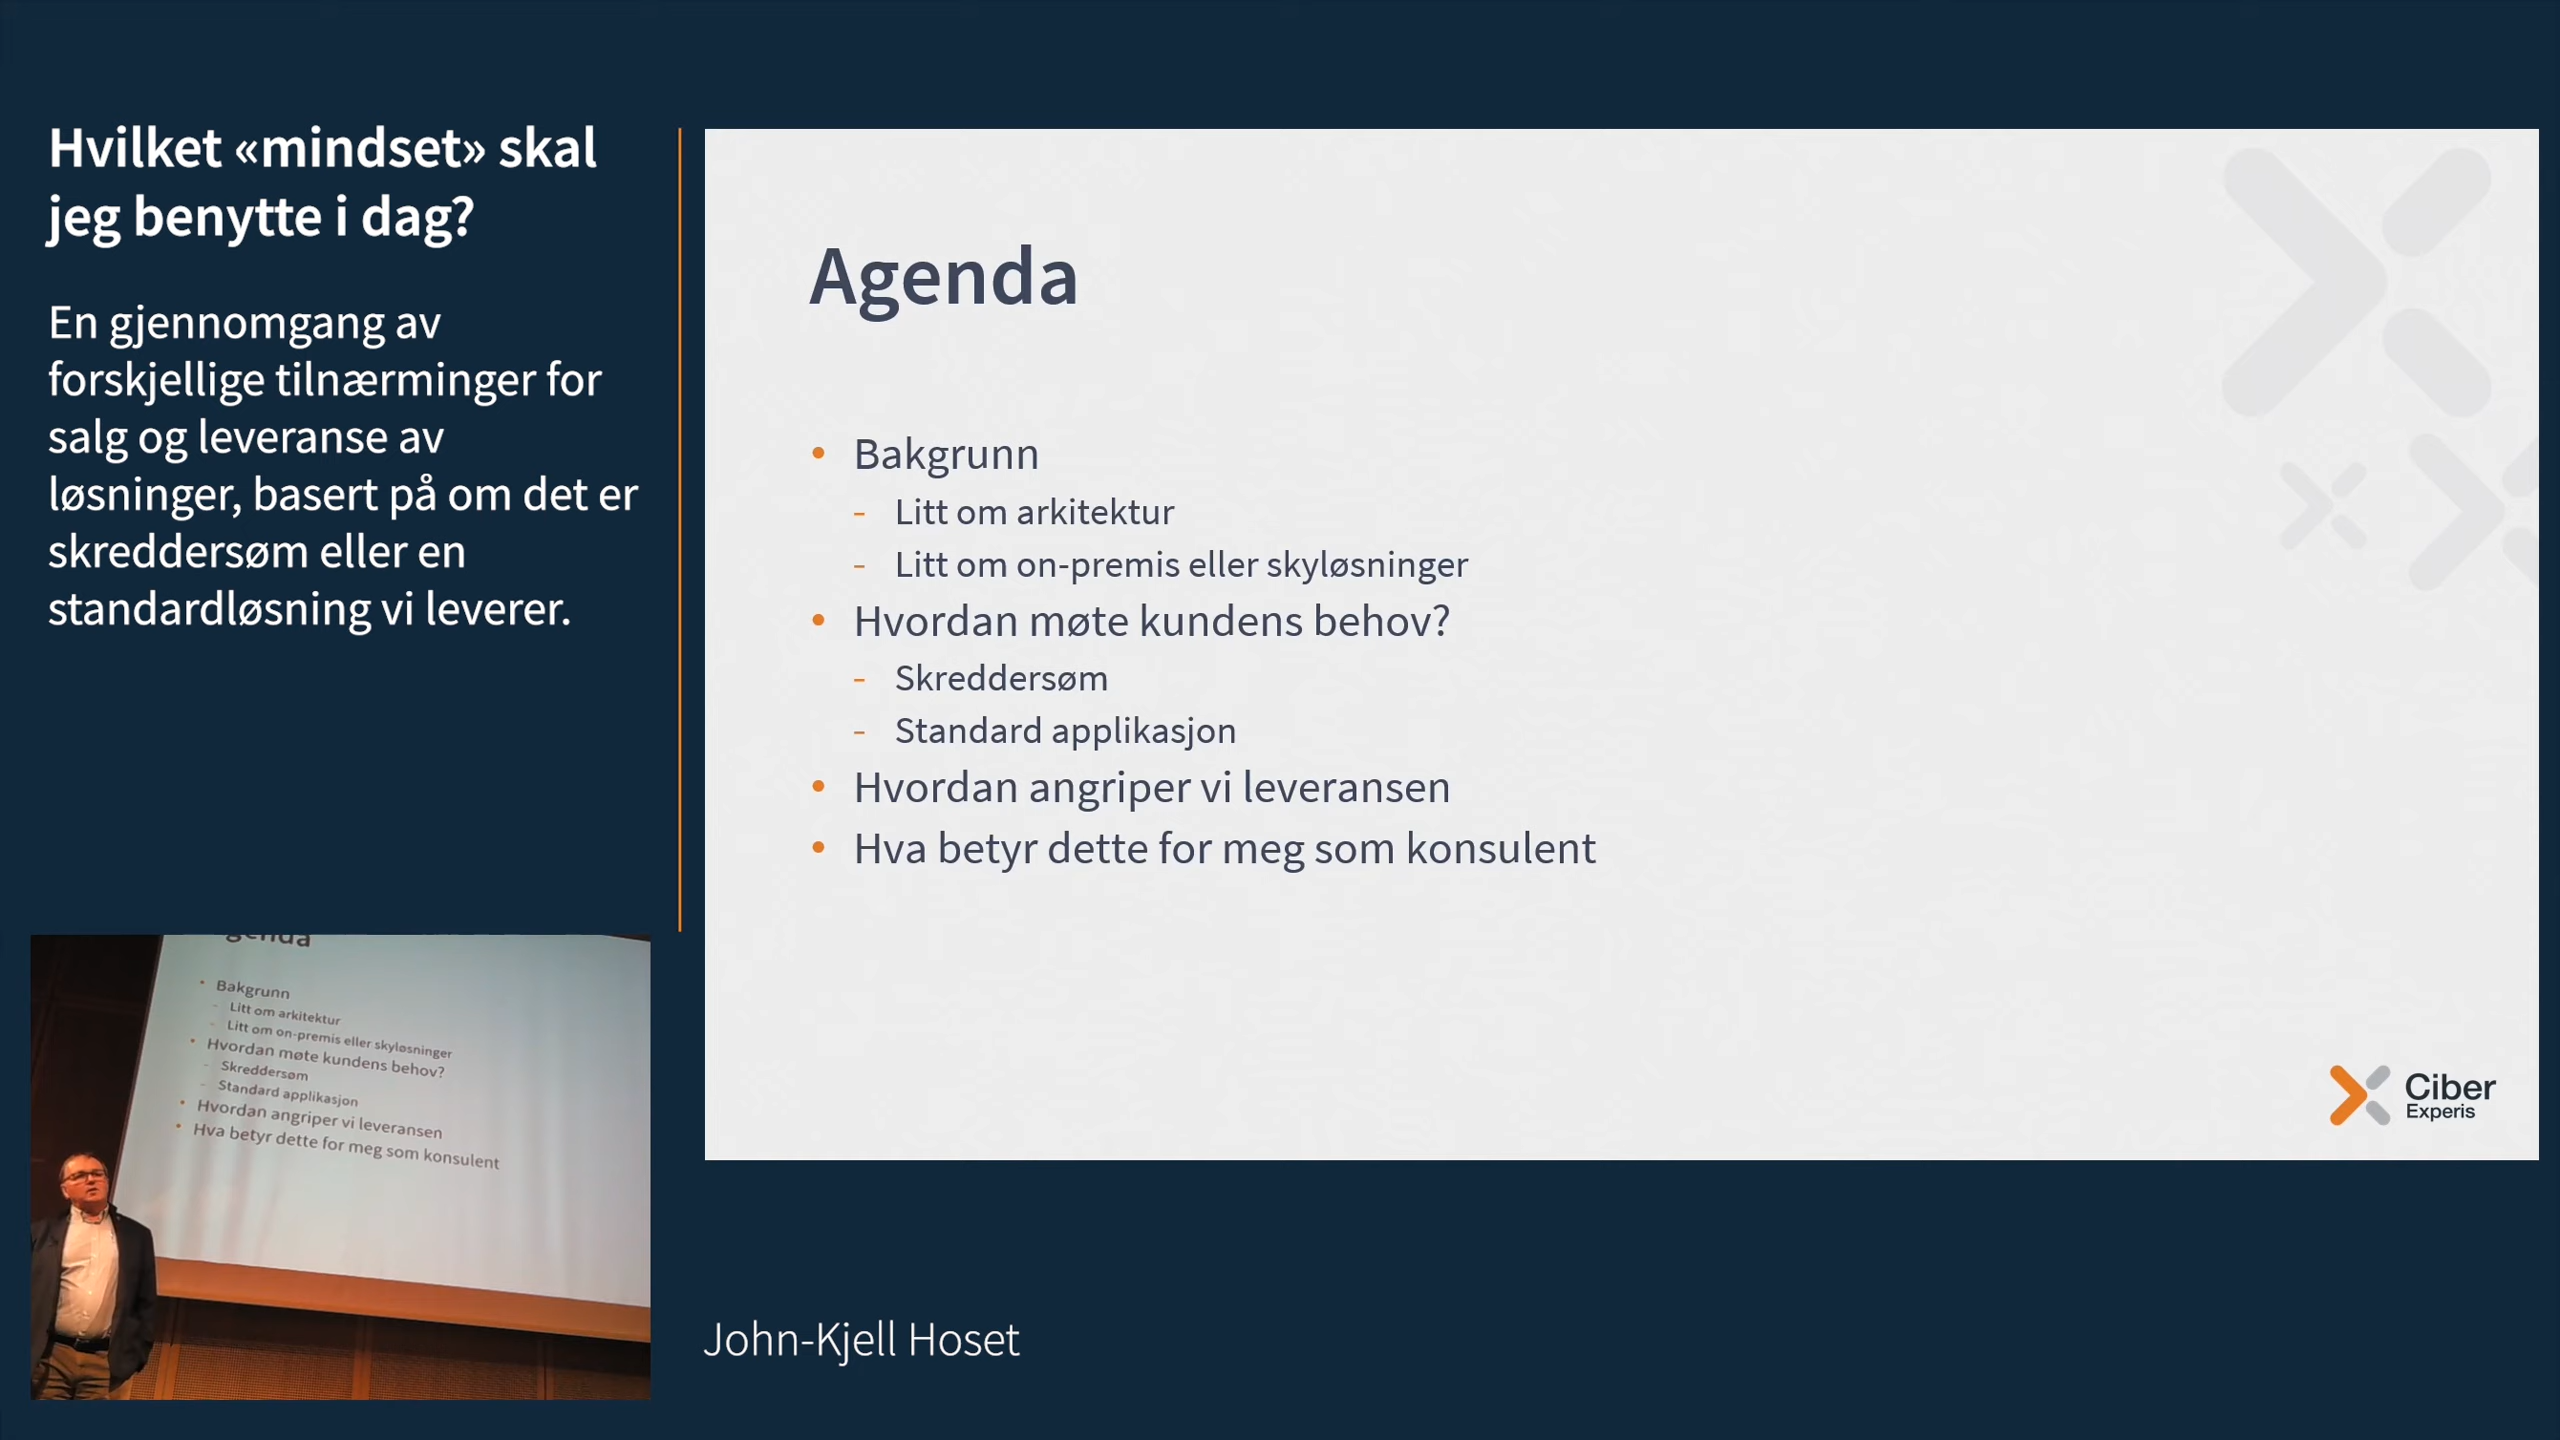 Hvilket «mindset» skal
jeg benytte i dag?
En gjennomgang av
forskjellige tilnærminger for
salg og leveranse av
løsninger, basert på om det er
skreddersøm eller en
standardløsning vi leverer.
Agenda
• Bakgrunn
- Litt om arkitektur
- Litt om on-premis eller skyløsninger
• Hvordan møte kundens behov?
- Skreddersøm
- Standard applikasjon
• Hvordan angriper vi leveransen
• Hva betyr dette for meg som konsulent
Ciber
Experis
Agenda
• Bakgrunn
- Litt om arkitektur
- Litt om on-premis eller skyløsninger
• Hvordan møte kundens behov?
- Skreddersøm
- Standard applikasjon
• Hvordan angriper vi leveransen
• Hva betyr dette for meg som konsulent
John-Kjell Hoset